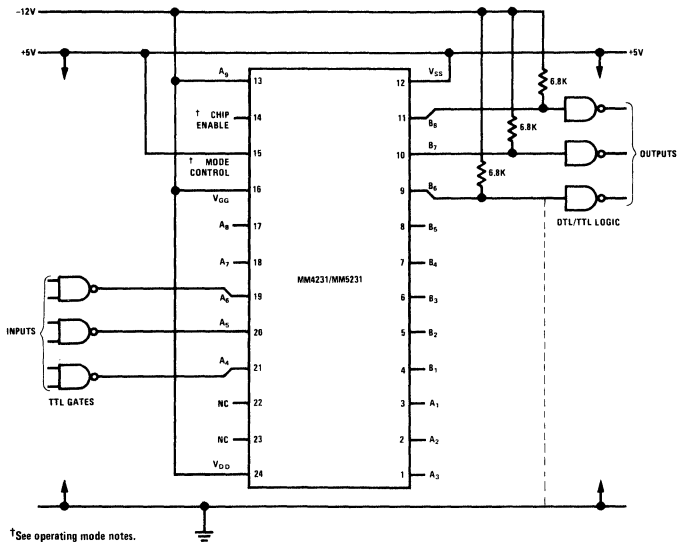 -12V
+5V
+5V
A9
13
12
VSS
6.8K
† CHIP
ENABLE
14
11
B8
† MODE
CONTROL
15
10
B7
6.8K
OUTPUTS
VGG
16
9
B6
6.8K
DTL/TTL LOGIC
A8
17
8
B5
A7
18
7
B4
MM4231/MM5231
A6
19
6
B3
INPUTS
A5
20
5
B2
A4
21
4
B1
TTL GATES
NC
22
3
A1
NC
23
2
A2
VDD
24
1
A3
†See operating mode notes.